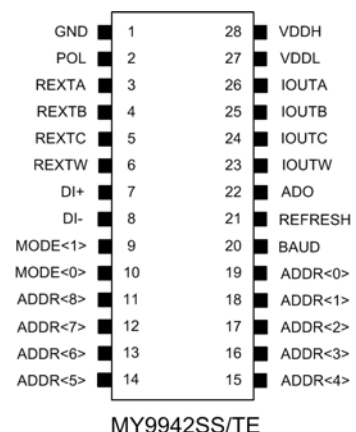 GND 1 28 VDDH
POL 2 27 VDDL
REXTA 3 26 IOUTA
REXTB 4 25 IOUTB
REXTC 5 24 IOUTC
REXTW 6 23 IOUTW
DI+ 7 22 ADO
DI- 8 21 REFRESH
MODE<1> 9 20 BAUD
MODE<0> 10 19 ADDR<0>
ADDR<8> 11 18 ADDR<1>
ADDR<7> 12 17 ADDR<2>
ADDR<6> 13 16 ADDR<3>
ADDR<5> 14 15 ADDR<4>
MY9942SS/TE